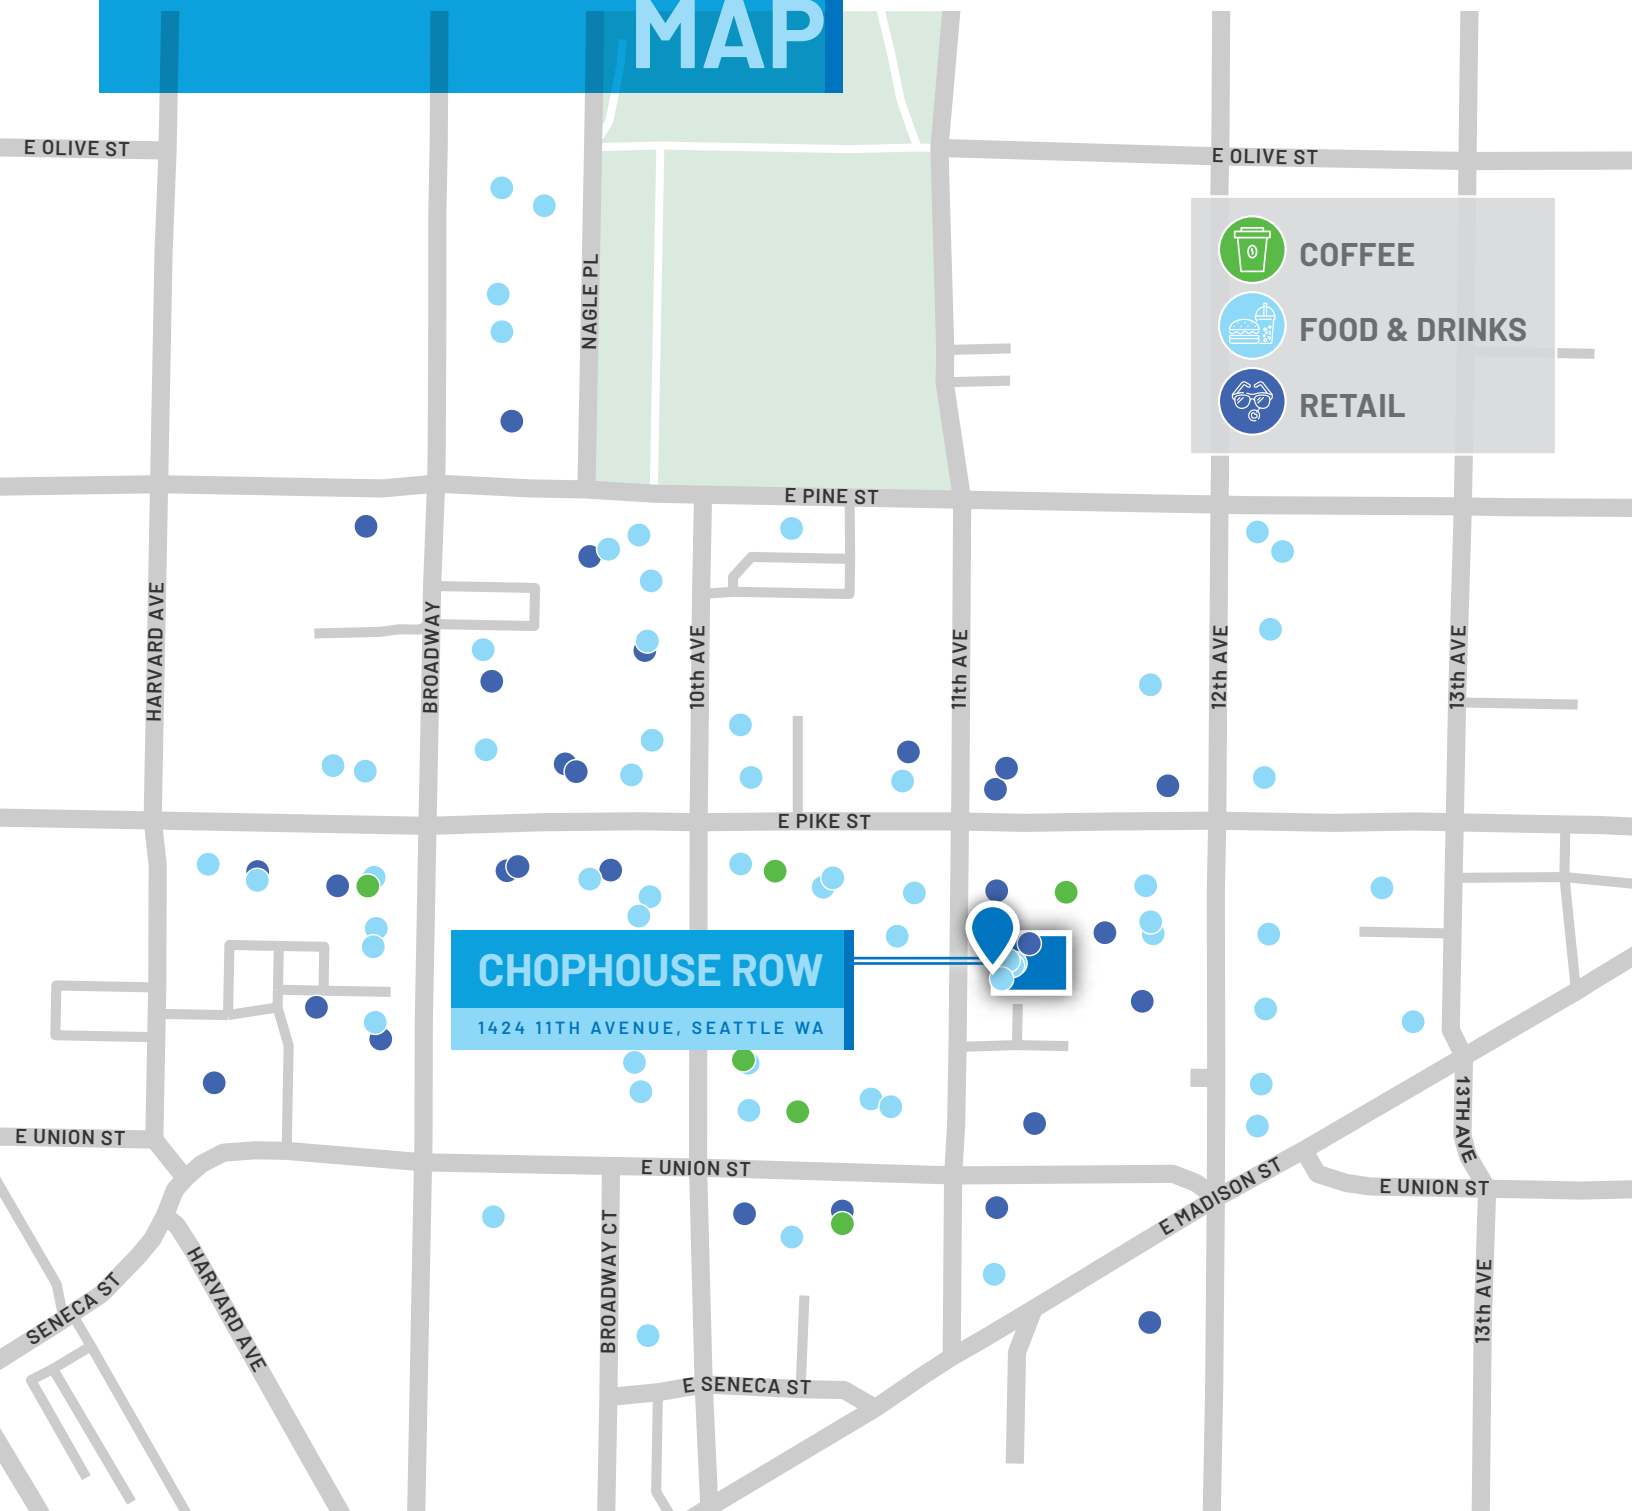 MAP
E OLIVE ST
E OLIVE ST
COFFEE
NAGLE PL
FOOD & DRINKS
RETAIL
E PINE ST
HARVARD AVE
BROADWAY
10th AVE
11th AVE
12th AVE
13th AVE
E PIKE ST
CHOPHOUSE ROW
1424 11TH AVENUE, SEATTLE WA
E UNION ST
E UNION ST
13TH AVE
E MADISON ST
E UNION ST
SENECA ST
HARVARD AVE
BROADWAY CT
13th AVE
E SENECA ST